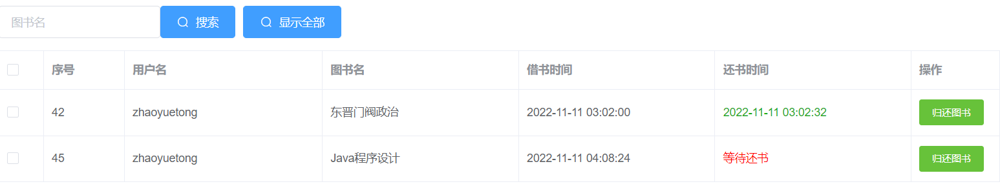 图书名 搜索 显示全部
序号 用户名 图书名 借书时间 还书时间 操作
42 zhaoyuetong 东晋门阀政治 2022-11-11 03:02:00 2022-11-11 03:02:32 归还图书
45 zhaoyuetong Java程序设计 2022-11-11 04:08:24 等待还书 归还图书